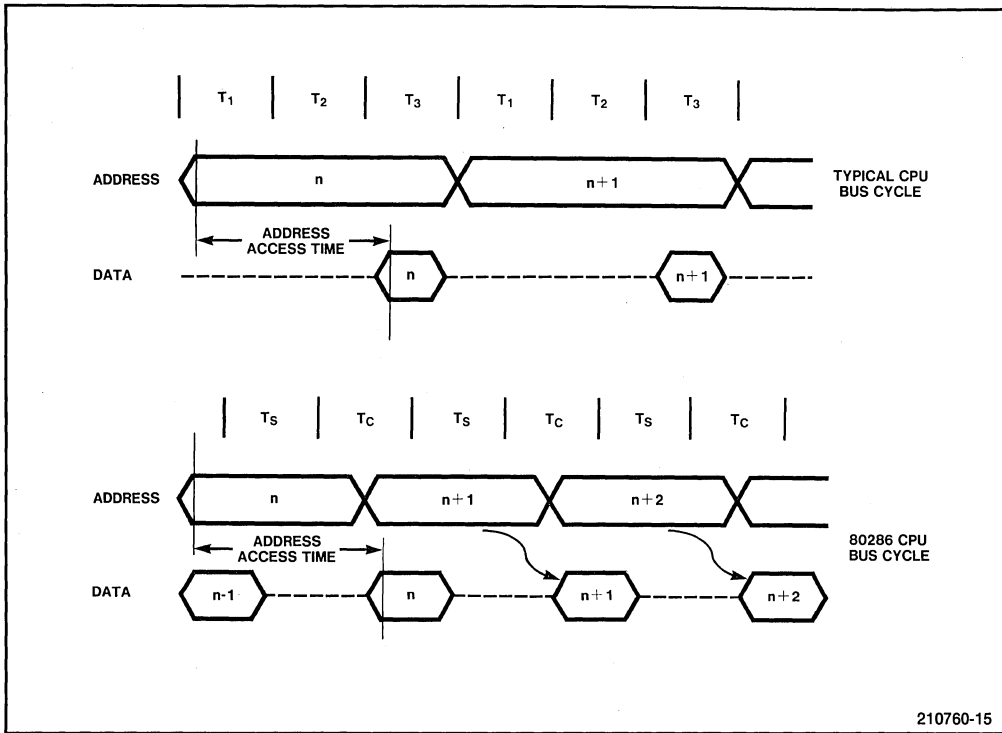 T1 T2 T3 T1 T2 T3
ADDRESS n n+1 TYPICAL CPU
BUS CYCLE
ADDRESS
ACCESS TIME
DATA n n+1
TS TC TS TC TS TC
ADDRESS n n+1 n+2
ADDRESS
ACCESS TIME
80286 CPU
BUS CYCLE
DATA n-1 n n+1 n+2
210760-15